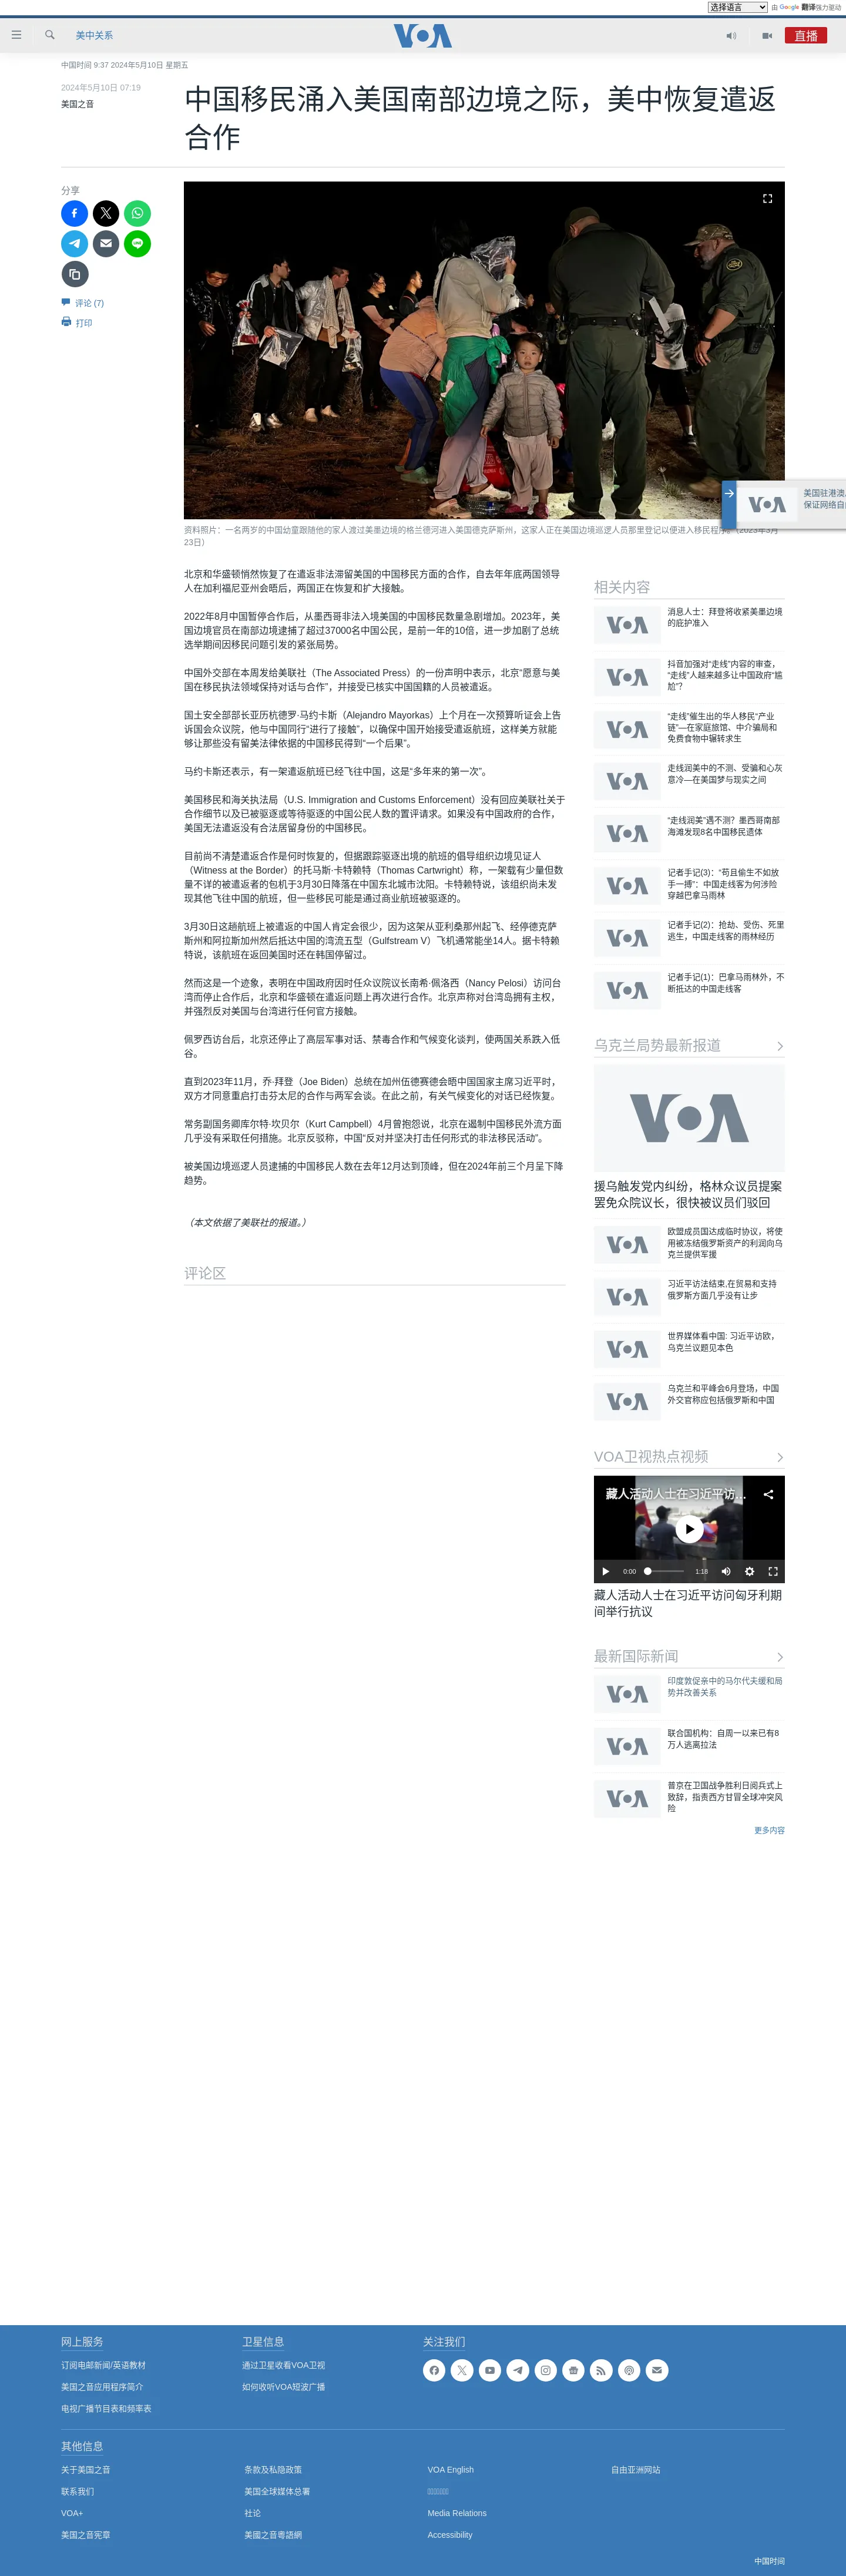 选择语言 由 Google 翻译强力驱动
美中关系
VOA
直播
中国时间 9:37 2024年5月10日 星期五
2024年5月10日 07:19
美国之音
中国移民涌入美国南部边境之际，美中恢复遣返
合作
分享
评论 (7)
打印
资料照片：一名两岁的中国幼童跟随他的家人渡过美墨边境的格兰德河进入美国德克萨斯州，这家人正在美国边境巡逻人员那里登记以便进入移民程序。（2023年3月
23日）
美国驻港澳
保证网络自
北京和华盛顿悄然恢复了在遣返非法滞留美国的中国移民方面的合作，自去年年底两国领导
人在加利福尼亚州会晤后，两国正在恢复和扩大接触。
2022年8月中国暂停合作后，从墨西哥非法入境美国的中国移民数量急剧增加。2023年，美
国边境官员在南部边境逮捕了超过37000名中国公民，是前一年的10倍，进一步加剧了总统
选举期间因移民问题引发的紧张局势。
中国外交部在本周发给美联社（The Associated Press）的一份声明中表示，北京“愿意与美
国在移民执法领域保持对话与合作”，并接受已核实中国国籍的人员被遣返。
国土安全部部长亚历杭德罗·马约卡斯（Alejandro Mayorkas）上个月在一次预算听证会上告
诉国会众议院，他与中国同行“进行了接触”，以确保中国开始接受遣返航班，这样美方就能
够让那些没有留美法律依据的中国移民得到“一个后果”。
马约卡斯还表示，有一架遣返航班已经飞往中国，这是“多年来的第一次”。
美国移民和海关执法局（U.S. Immigration and Customs Enforcement）没有回应美联社关于
合作细节以及已被驱逐或等待驱逐的中国公民人数的置评请求。如果没有中国政府的合作，
美国无法遣返没有合法居留身份的中国移民。
目前尚不清楚遣返合作是何时恢复的，但据跟踪驱逐出境的航班的倡导组织边境见证人
（Witness at the Border）的托马斯·卡特赖特（Thomas Cartwright）称，一架载有少量但数
量不详的被遣返者的包机于3月30日降落在中国东北城市沈阳。卡特赖特说，该组织尚未发
现其他飞往中国的航班，但一些移民可能是通过商业航班被驱逐的。
3月30日这趟航班上被遣返的中国人肯定会很少，因为这架从亚利桑那州起飞、经停德克萨
斯州和阿拉斯加州然后抵达中国的湾流五型（Gulfstream V）飞机通常能坐14人。据卡特赖
特说，该航班在返回美国时还在韩国停留过。
然而这是一个迹象，表明在中国政府因时任众议院议长南希·佩洛西（Nancy Pelosi）访问台
湾而停止合作后，北京和华盛顿在遣返问题上再次进行合作。北京声称对台湾岛拥有主权，
并强烈反对美国与台湾进行任何官方接触。
佩罗西访台后，北京还停止了高层军事对话、禁毒合作和气候变化谈判，使两国关系跌入低
谷。
直到2023年11月，乔·拜登（Joe Biden）总统在加州伍德赛德会晤中国国家主席习近平时，
双方才同意重启打击芬太尼的合作与两军会谈。在此之前，有关气候变化的对话已经恢复。
常务副国务卿库尔特·坎贝尔（Kurt Campbell）4月曾抱怨说，北京在遏制中国移民外流方面
几乎没有采取任何措施。北京反驳称，中国“反对并坚决打击任何形式的非法移民活动”。
被美国边境巡逻人员逮捕的中国移民人数在去年12月达到顶峰，但在2024年前三个月呈下降
趋势。
（本文依据了美联社的报道。）
评论区
相关内容
消息人士：拜登将收紧美墨边境
的庇护准入
抖音加强对“走线”内容的审查，
“走线”人越来越多让中国政府“尴
尬”？
“走线”催生出的华人移民“产业
链”—在家庭旅馆、中介骗局和
免费食物中辗转求生
走线润美中的不测、受骗和心灰
意冷—在美国梦与现实之间
“走线润美”遇不测？墨西哥南部
海滩发现8名中国移民遗体
记者手记(3)：“苟且偷生不如放
手一搏”：中国走线客为何涉险
穿越巴拿马雨林
记者手记(2)：抢劫、受伤、死里
逃生，中国走线客的雨林经历
记者手记(1)：巴拿马雨林外，不
断抵达的中国走线客
乌克兰局势最新报道
援乌触发党内纠纷，格林众议员提案
罢免众院议长，很快被议员们驳回
欧盟成员国达成临时协议，将使
用被冻结俄罗斯资产的利润向乌
克兰提供军援
习近平访法结束,在贸易和支持
俄罗斯方面几乎没有让步
世界媒体看中国: 习近平访欧，
乌克兰议题见本色
乌克兰和平峰会6月登场，中国
外交官称应包括俄罗斯和中国
VOA卫视热点视频
藏人活动人士在习近平访...
0:00 1:18
藏人活动人士在习近平访问匈牙利期
间举行抗议
最新国际新闻
印度敦促亲中的马尔代夫缓和局
势并改善关系
联合国机构：自周一以来已有8
万人逃离拉法
普京在卫国战争胜利日阅兵式上
致辞，指责西方甘冒全球冲突风
险
更多内容
网上服务
订阅电邮新闻/英语教材
美国之音应用程序简介
电视广播节目表和频率表
卫星信息
通过卫星收看VOA卫视
如何收听VOA短波广播
关注我们
其他信息
关于美国之音 条款及私隐政策 VOA English 自由亚洲网站
联系我们 美国全球媒体总署
VOA+ 社论 Media Relations
美国之音宪章 美國之音粵語網 Accessibility
中国时间